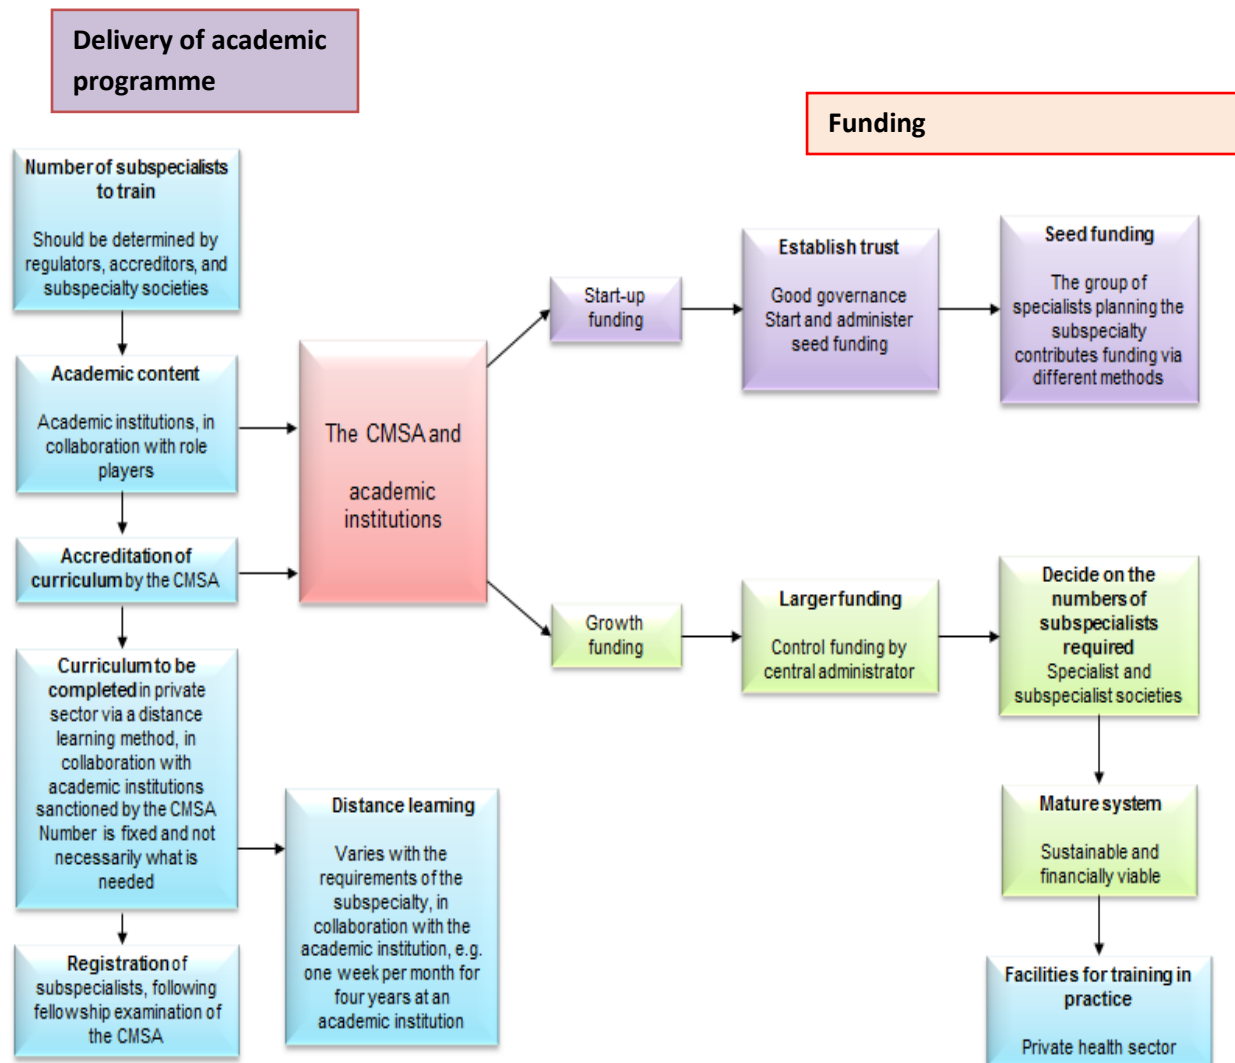 Delivery of academic
programme
Funding
Number of subspecialists
to train
Should be determined by
regulators, accreditors, and
subspecialty societies
Academic content
Academic institutions, in
collaboration with role
players
Accreditation of
curriculum by the CMSA
Curriculum to be
completed in private
sector via a distance
learning method, in
collaboration with
academic institutions
sanctioned by the CMSA
Number is fixed and not
necessarily what is
needed
Registration of
subspecialists, following
fellowship examination of
the CMSA
Distance learning
Varies with the
requirements of the
subspecialty, in
collaboration with the
academic institution, e.g.
one week per month for
four years at an
academic institution
The CMSA and
academic
institutions
Start-up
funding
Establish trust
Good governance
Start and administer
seed funding
Seed funding
The group of
specialists planning the
subspecialty
contributes funding via
different methods
Growth
funding
Larger funding
Control funding by
central administrator
Decide on the
numbers of
subspecialists
required
Specialist and
subspecialist societies
Mature system
Sustainable and
financially viable
Facilities for training in
practice
Private health sector